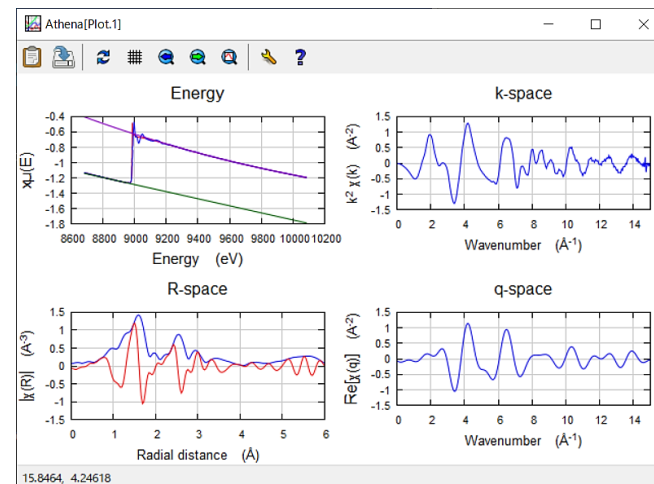 Athena[Plot.1]
Energy
xμ(E)
-0.4
-0.6
-0.8
-1
-1.2
-1.4
-1.6
-1.8
8600 8800 9000 9200 9400 9600 9800 10000 10200
Energy (eV)
k-space
k² χ(k) (Å-2)
1.5
1
0.5
0
-0.5
-1
-1.5
0 2 4 6 8 10 12 14
Wavenumber (Å-1)
R-space
|χ(R)| (Å-3)
1.5
1
0.5
0
-0.5
-1
-1.5
0 1 2 3 4 5 6
Radial distance (Å)
q-space
Re[χ(q)] (Å-2)
1.5
1
0.5
0
-0.5
-1
-1.5
0 2 4 6 8 10 12 14
Wavenumber (Å-1)
15.8464, 4.24618